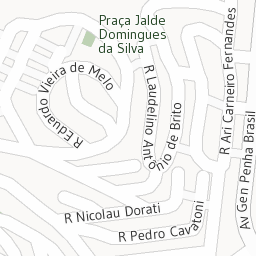 Praça Jalde
Domingues
da Silva
R Eduardo Vieira de Melo
R Laudelino Antônio de Brito
R Ari Carneiro Fernandes
Av Gen Penha Brasil
R Nicolau Dorati
R Pedro Cavatoni